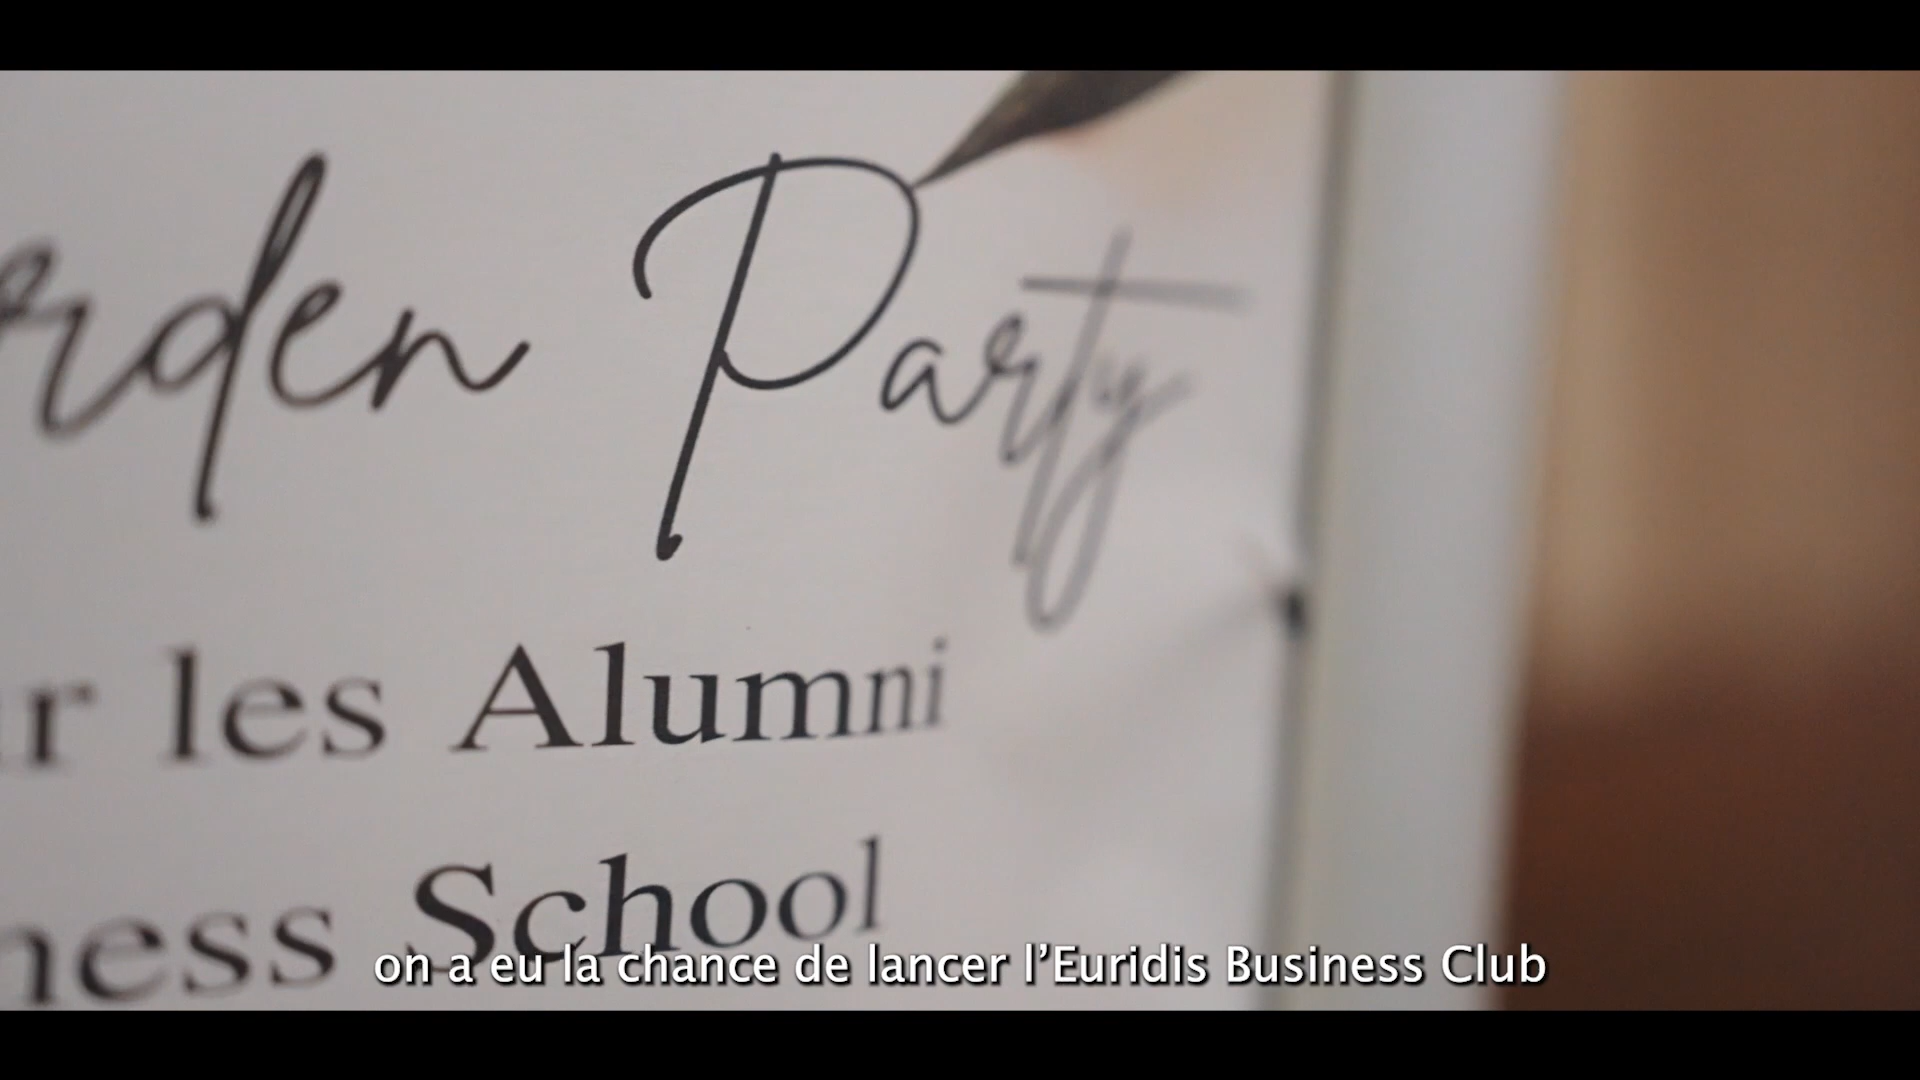 rden Party
r les Alumni
ness School
on a eu la chance de lancer l’Euridis Business Club